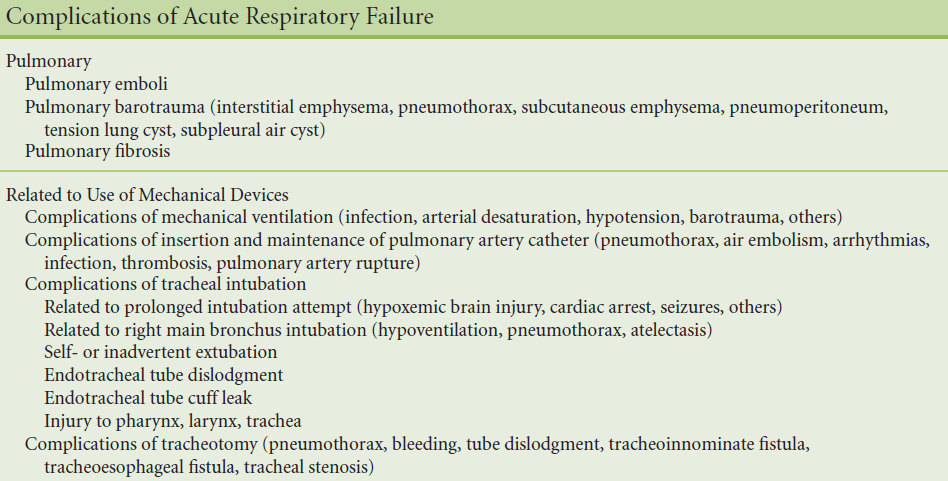 Complications of Acute Respiratory Failure
Pulmonary
Pulmonary emboli
Pulmonary barotrauma (interstitial emphysema, pneumothorax, subcutaneous emphysema, pneumoperitoneum,
tension lung cyst, subpleural air cyst)
Pulmonary fibrosis
Related to Use of Mechanical Devices
Complications of mechanical ventilation (infection, arterial desaturation, hypotension, barotrauma, others)
Complications of insertion and maintenance of pulmonary artery catheter (pneumothorax, air embolism, arrhythmias,
infection, thrombosis, pulmonary artery rupture)
Complications of tracheal intubation
Related to prolonged intubation attempt (hypoxemic brain injury, cardiac arrest, seizures, others)
Related to right main bronchus intubation (hypoventilation, pneumothorax, atelectasis)
Self- or inadvertent extubation
Endotracheal tube dislodgment
Endotracheal tube cuff leak
Injury to pharynx, larynx, trachea
Complications of tracheotomy (pneumothorax, bleeding, tube dislodgment, tracheoinnominate fistula,
tracheoesophageal fistula, tracheal stenosis)